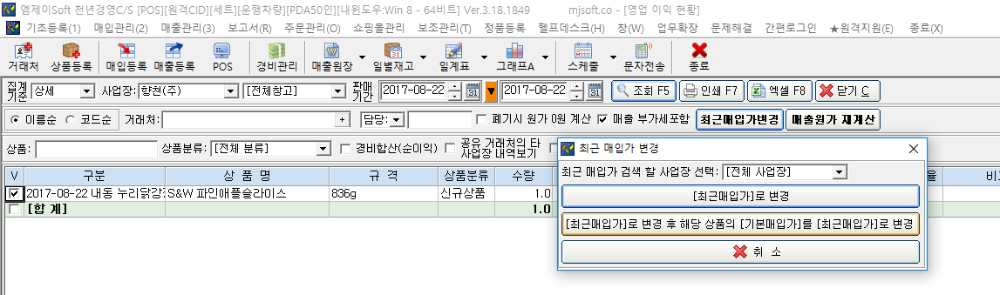 엠제이Soft 천년경영C/S [POS][원격CID][세트][운행차량][PDA50인][내윈도우:Win 8 - 64비트] Ver.3.18.1849 mjsoft.co - [영업 이익 현황]
기초등록(1) 매입관리(2) 매출관리(3) 보고서(R) 주문관리(O) 쇼핑몰관리 보조관리(T) 정품등록 헬프데스크(H) 창(W) 업무확장 문제해결 간편로그인 ★원격지원(E) 종료(X)
거래처 상품등록 매입등록 매출등록 POS 경비관리 매출원장 일별재고 일계표 그래프A 스케줄 문자전송 종료
집계기준 상세 사업장: 향천(주) [전체창고] 판매기간 2017-08-22 31 2017-08-22 31 조회 F5 인쇄 F7 엑셀 F8 닫기 C
이름순 코드순 거래처: + 담당: 폐기시 원가 0원 계산 매출 부가세포함 최근매입가변경 매출원가 재계산
상품: 상품분류: [전체 분류] 경비합산(순이익) 공유 거래처의 타사업장 내역보기
V 구분 상 품 명 규 격 상품분류 수량 율 비고
2017-08-22 내동 누리닭강정 S&W 파인애플슬라이스 836g 신규상품 1.0
[합 계] 1.0
최근 매입가 변경
최근 매입가 검색 할 사업장 선택: [전체 사업장]
[최근매입가]로 변경
[최근매입가]로 변경 후 해당 상품의 [기본매입가]를 [최근매입가]로 변경
취 소